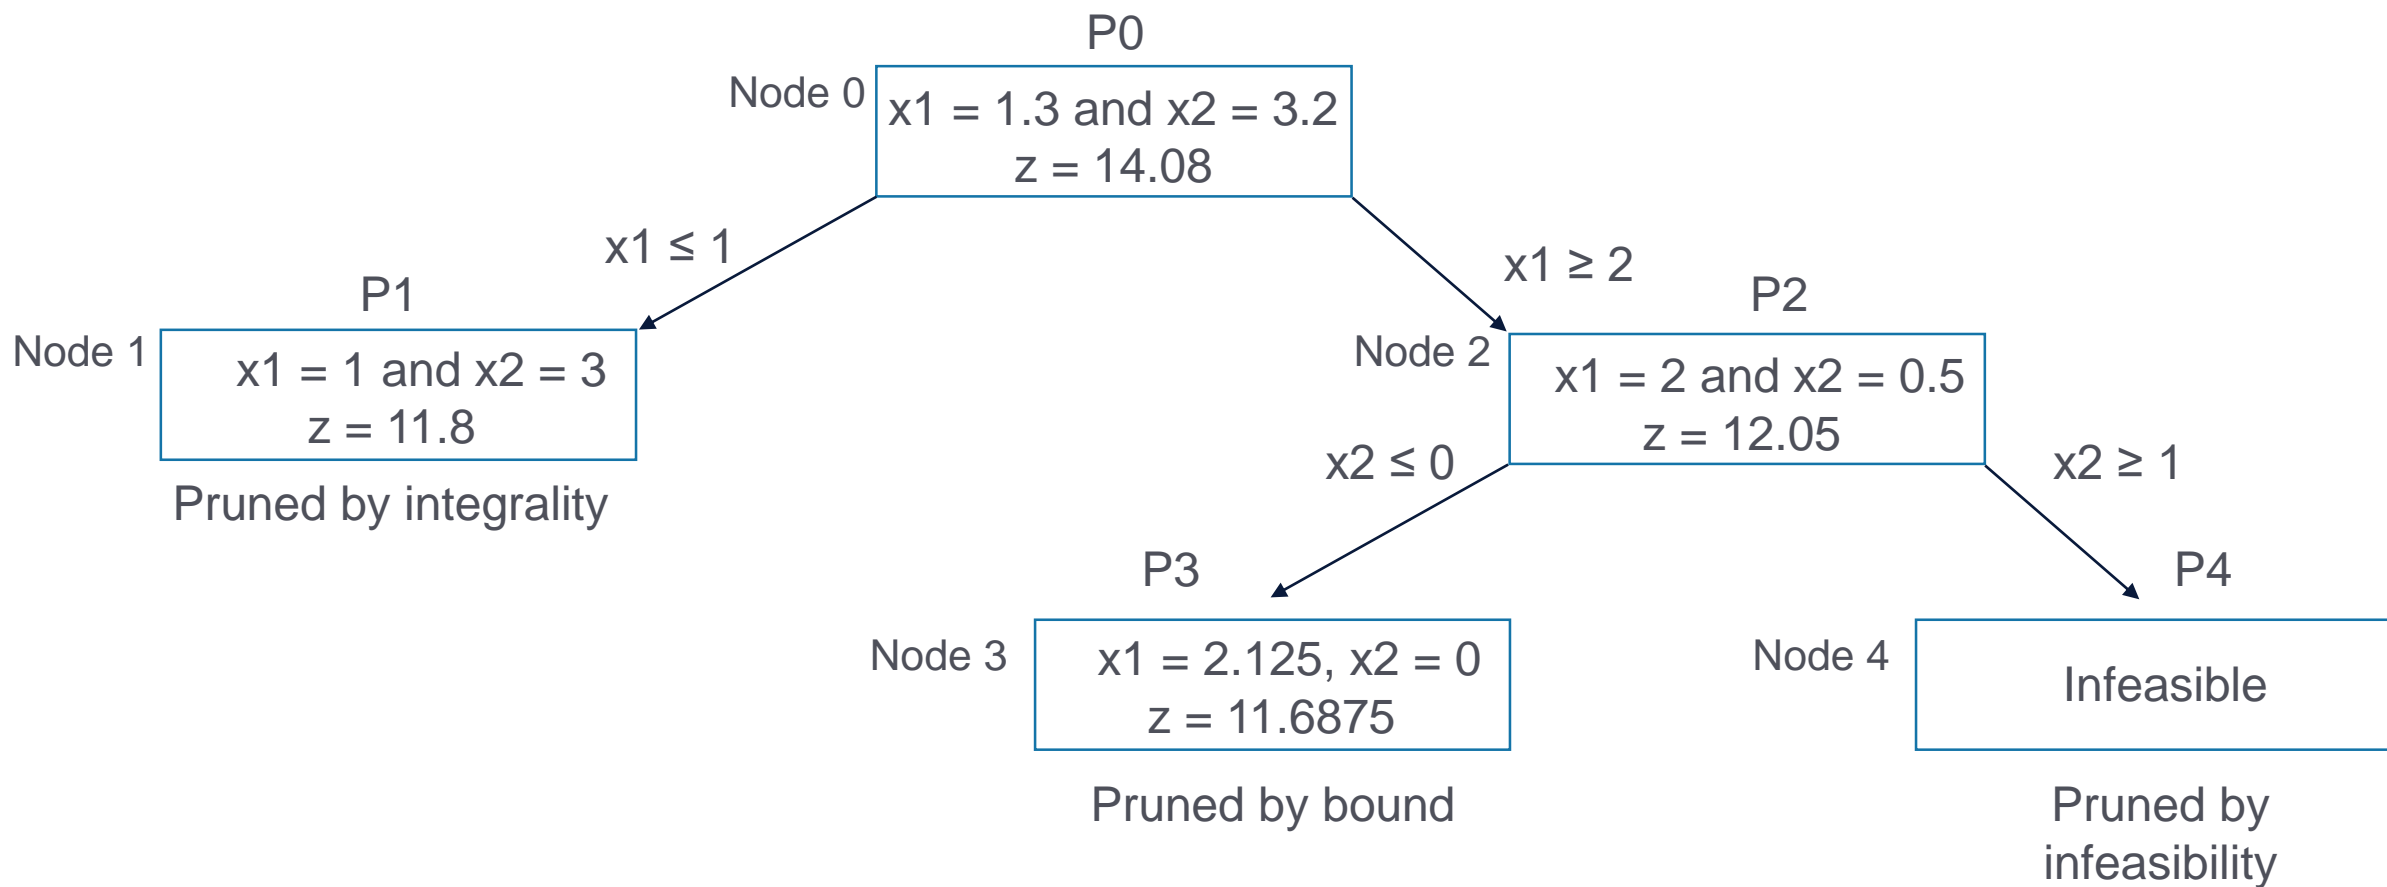 P0
Node 0
x1 = 1.3 and x2 = 3.2
z = 14.08
x1 ≤ 1
x1 ≥ 2
P1
Node 1
x1 = 1 and x2 = 3
z = 11.8
Pruned by integrality
P2
Node 2
x1 = 2 and x2 = 0.5
z = 12.05
x2 ≤ 0
x2 ≥ 1
P3
Node 3
x1 = 2.125, x2 = 0
z = 11.6875
Pruned by bound
P4
Node 4
Infeasible
Pruned by
infeasibility